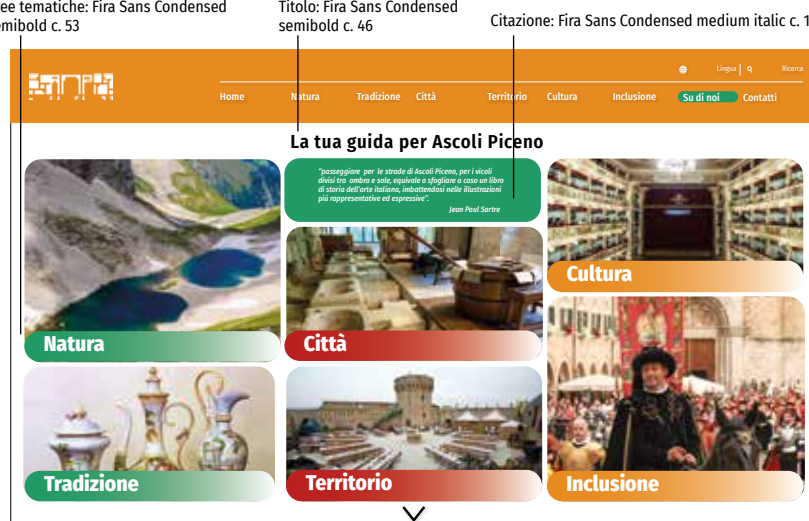 ree tematiche: Fira Sans Condensed
emibold c. 53
Titolo: Fira Sans Condensed
semibold c. 46
Citazione: Fira Sans Condensed medium italic c. 1
Lingua
Ricerca
Home
Natura
Tradizione
Città
Territorio
Cultura
Inclusione
Su di noi
Contatti
La tua guida per Ascoli Piceno
"passeggiare per le strade di Ascoli Piceno, per i vicoli
divisi tra ombra e sole, equivale a sfogliare a caso un libro
di storia dell'arte italiana, imbattendosi nelle illustrazioni
più rappresentative ed espressive".
Jean Paul Sartre
Natura
Città
Cultura
Tradizione
Territorio
Inclusione